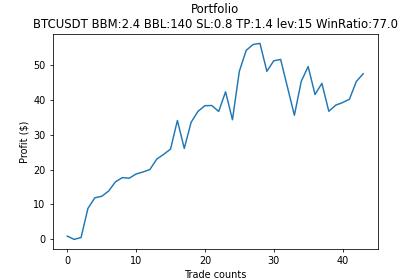 Portfolio
BTCUSDT BBM:2.4 BBL:140 SL:0.8 TP:1.4 lev:15 WinRatio:77.0
50
40
30
20
10
0
Profit ($)
0 10 20 30 40
Trade counts